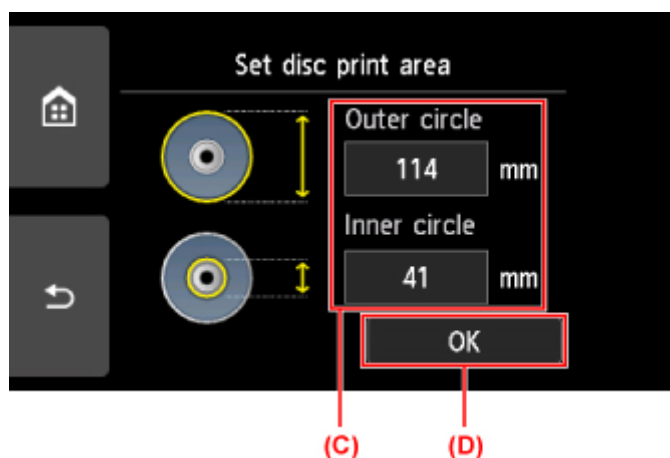 Set disc print area
Outer circle
114 mm
Inner circle
41 mm
OK
(C) (D)